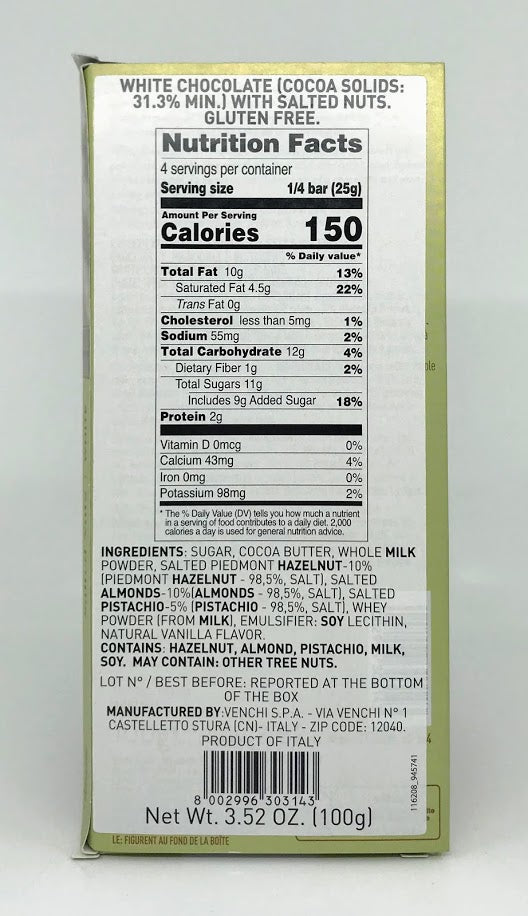 WHITE CHOCOLATE (COCOA SOLIDS:
31.3% MIN.) WITH SALTED NUTS.
GLUTEN FREE.
Nutrition Facts
4 servings per container
Serving size 1/4 bar (25g)
Amount Per Serving
Calories 150
% Daily value*
Total Fat 10g 13%
Saturated Fat 4.5g 22%
Trans Fat 0g
Cholesterol less than 5mg 1%
Sodium 55mg 2%
Total Carbohydrate 12g 4%
Dietary Fiber 1g 2%
Total Sugars 11g
Includes 9g Added Sugar 18%
Protein 2g
Vitamin D 0mcg 0%
Calcium 43mg 4%
Iron 0mg 0%
Potassium 98mg 2%
* The % Daily Value (DV) tells you how much a nutrient
in a serving of food contributes to a daily diet. 2,000
calories a day is used for general nutrition advice.
INGREDIENTS: SUGAR, COCOA BUTTER, WHOLE MILK
POWDER, SALTED PIEDMONT HAZELNUT-10%
(PIEDMONT HAZELNUT - 98,5%, SALT), SALTED
ALMONDS-10%(ALMONDS - 98,5%, SALT), SALTED
PISTACHIO-5% (PISTACHIO - 98,5%, SALT), WHEY
POWDER (FROM MILK), EMULSIFIER: SOY LECITHIN,
NATURAL VANILLA FLAVOR.
CONTAINS: HAZELNUT, ALMOND, PISTACHIO, MILK,
SOY. MAY CONTAIN: OTHER TREE NUTS.
LOT N° / BEST BEFORE: REPORTED AT THE BOTTOM
OF THE BOX
MANUFACTURED BY:VENCHI S.P.A. - VIA VENCHI N° 1
CASTELLETTO STURA (CN)- ITALY - ZIP CODE: 12040.
PRODUCT OF ITALY
8 002996 303143
116208_945741
Net Wt. 3.52 OZ. (100g)
LE: FIGURENT AU FOND DE LA BOÎTE